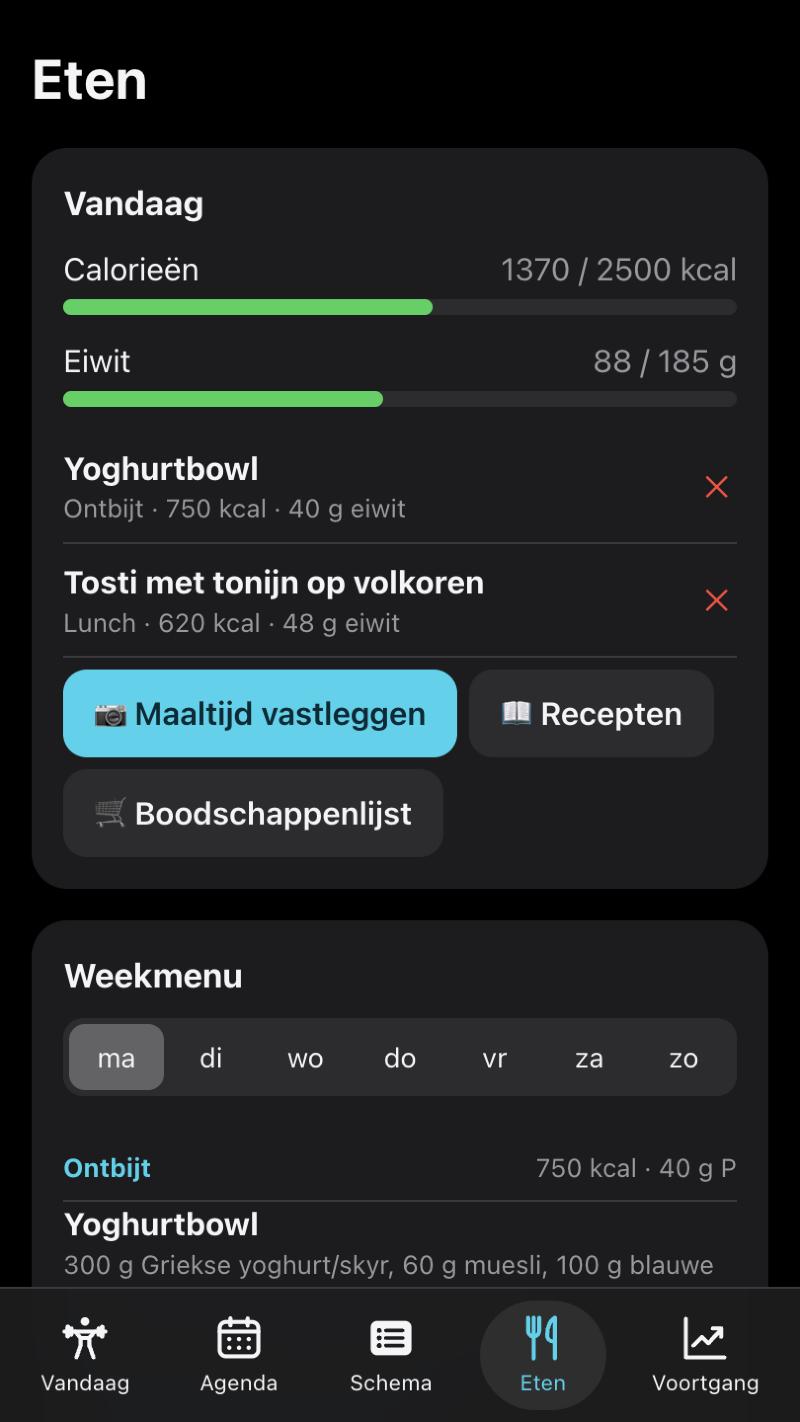 Eten
Vandaag
Calorieën 1370 / 2500 kcal
Eiwit 88 / 185 g
Yoghurtbowl
Ontbijt · 750 kcal · 40 g eiwit
Tosti met tonijn op volkoren
Lunch · 620 kcal · 48 g eiwit
📷 Maaltijd vastleggen 📖 Recepten
🛒 Boodschappenlijst
Weekmenu
ma di wo do vr za zo
Ontbijt 750 kcal · 40 g P
Yoghurtbowl
300 g Griekse yoghurt/skyr, 60 g muesli, 100 g blauwe
Vandaag Agenda Schema Eten Voortgang